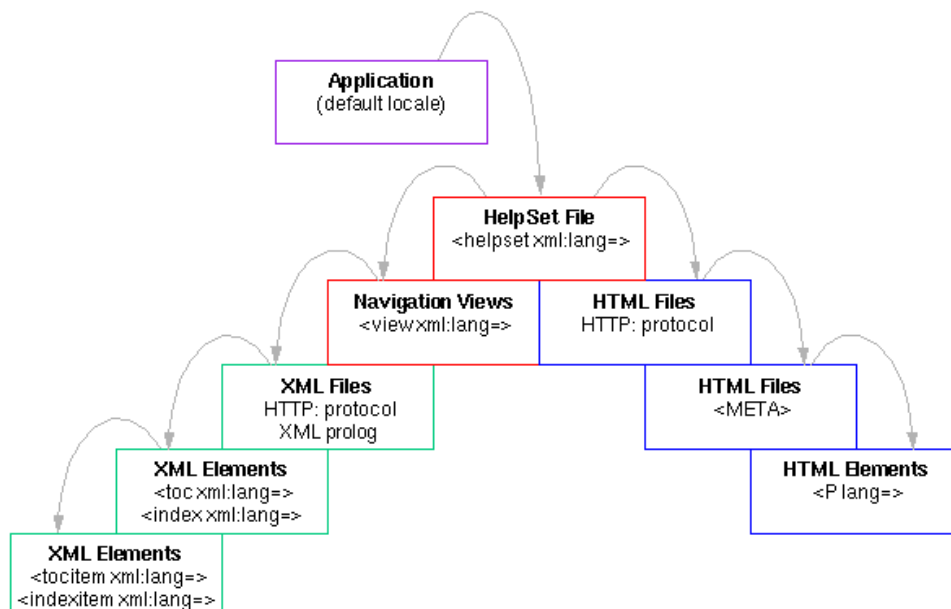 Application
(default locale)
HelpSet File
<helpset xml:lang=>
Navigation Views
<view xml:lang=>
HTML Files
HTTP: protocol
XML Files
HTTP: protocol
XML prolog
HTML Files
<META>
XML Elements
<toc xml:lang=>
<index xml:lang=>
HTML Elements
<P lang=>
XML Elements
<tocitem xml:lang=>
<indexitem xml:lang=>